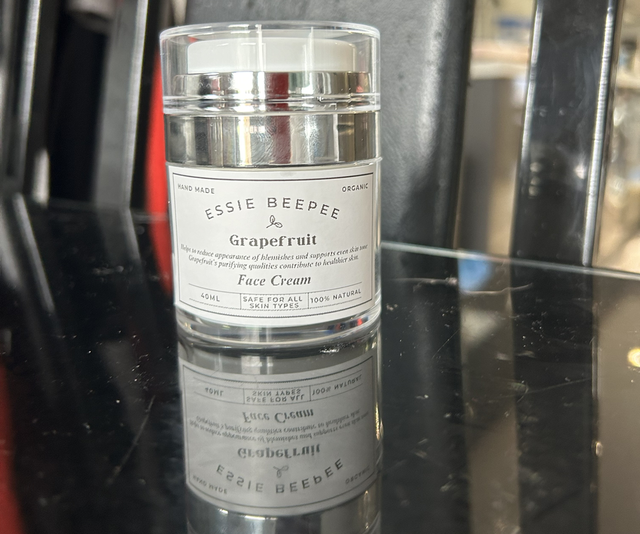 HAND MADE
ORGANIC
ESSIE BEEPEE
Grapefruit
Helps to reduce appearance of blemishes and supports even skin tone
Grapefruit's purifying qualities contribute to healthier skin.
Face Cream
40ML
SAFE FOR ALL
SKIN TYPES
100% NATURAL